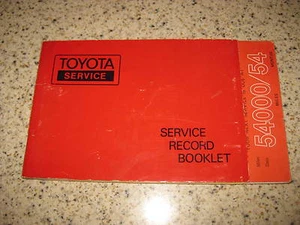 TOYOTA
SERVICE
SERVICE
RECORD
BOOKLET
54000/54